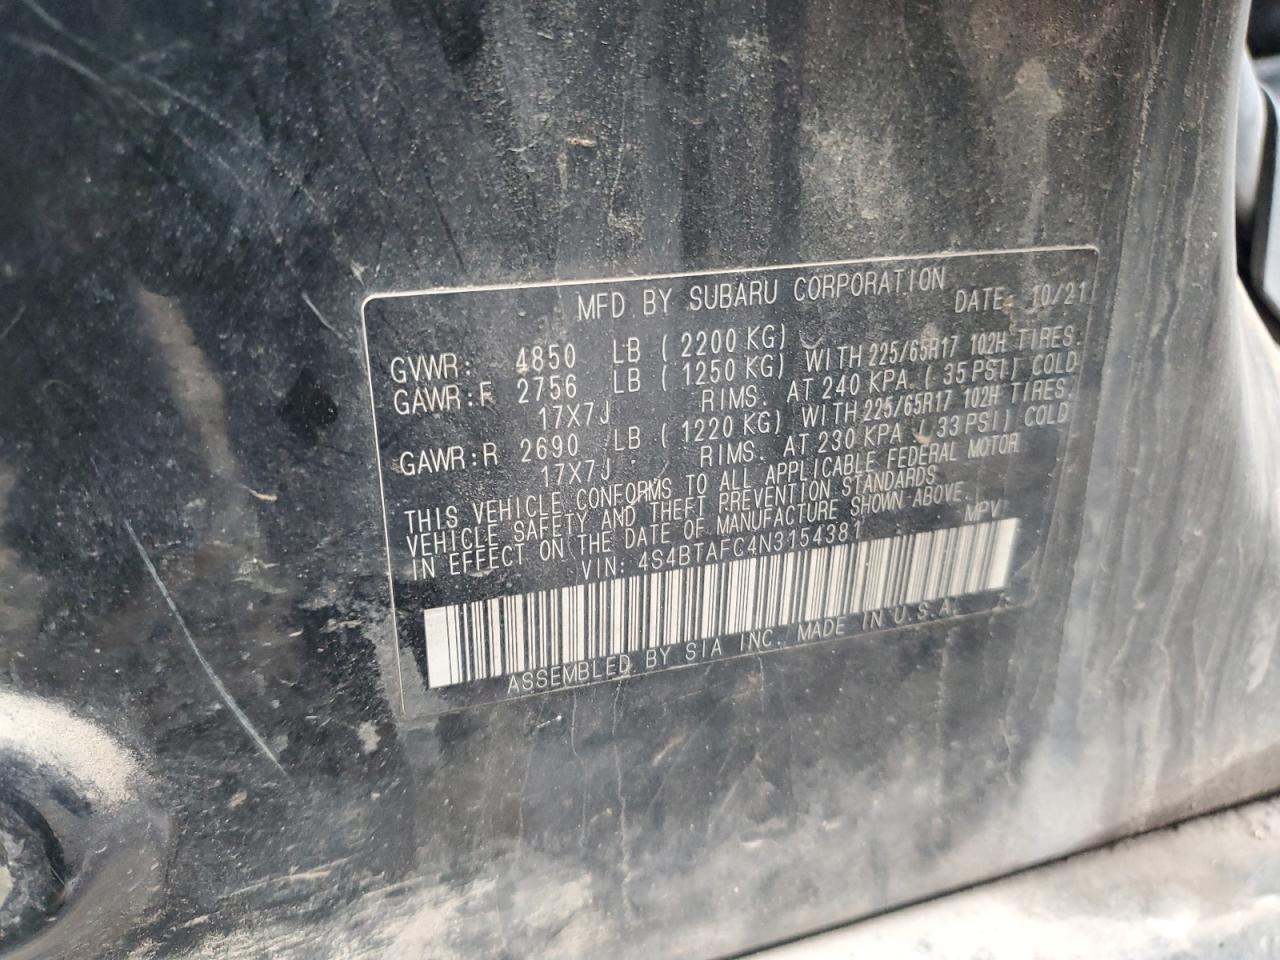 MFD BY SUBARU CORPORATION DATE: 10/21
GVWR: 4850 LB ( 2200 KG)
GAWR:F 2756 LB ( 1250 KG) WITH 225/65R17 102H TIRES,
17X7J RIMS. AT 240 KPA ( 35 PSI) COLD
GAWR:R 2690 LB ( 1220 KG) WITH 225/65R17 102H TIRES,
17X7J RIMS. AT 230 KPA ( 33 PSI) COLD
THIS VEHICLE CONFORMS TO ALL APPLICABLE FEDERAL MOTOR
VEHICLE SAFETY AND THEFT PREVENTION STANDARDS
IN EFFECT ON THE DATE OF MANUFACTURE SHOWN ABOVE.
VIN: 4S4BTAFC4N3154381 MPV
ASSEMBLED BY SIA INC., MADE IN U.S.A.